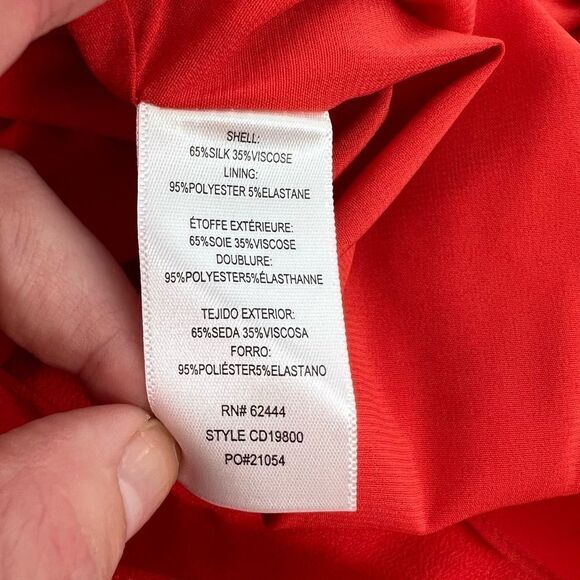 SHELL:
65%SILK 35%VISCOSE
LINING:
95%POLYESTER 5%ELASTANE
ÉTOFFE EXTÉRIEURE:
65%SOIE 35%VISCOSE
DOUBLURE:
95%POLYESTER5%ÉLASTHANNE
TEJIDO EXTERIOR:
65%SEDA 35%VISCOSA
FORRO:
95%POLIÉSTER5%ELASTANO
RN# 62444
STYLE CD19800
PO#21054